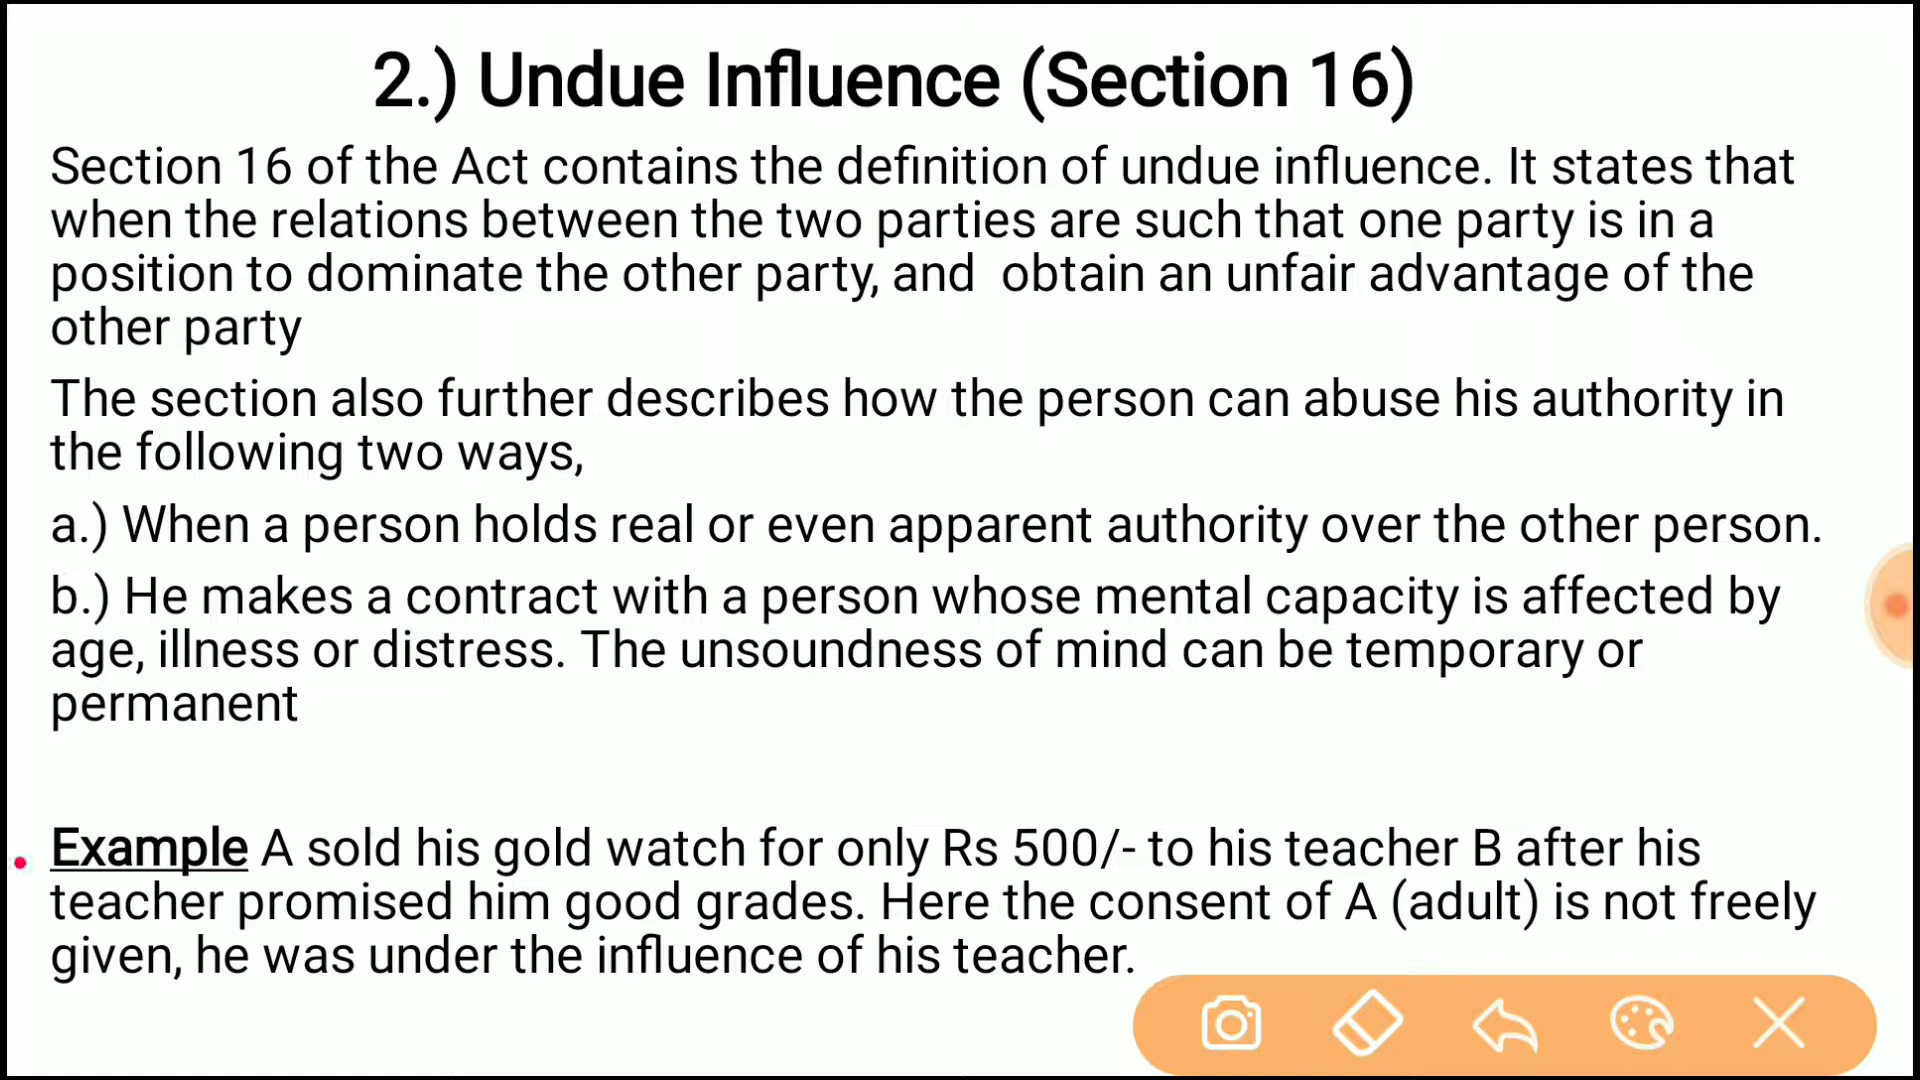 2.) Undue Influence (Section 16)
Section 16 of the Act contains the definition of undue influence. It states that
when the relations between the two parties are such that one party is in a
position to dominate the other party, and  obtain an unfair advantage of the
other party
The section also further describes how the person can abuse his authority in
the following two ways,
a.) When a person holds real or even apparent authority over the other person.
b.) He makes a contract with a person whose mental capacity is affected by
age, illness or distress. The unsoundness of mind can be temporary or
permanent
Example A sold his gold watch for only Rs 500/- to his teacher B after his
teacher promised him good grades. Here the consent of A (adult) is not freely
given, he was under the influence of his teacher.